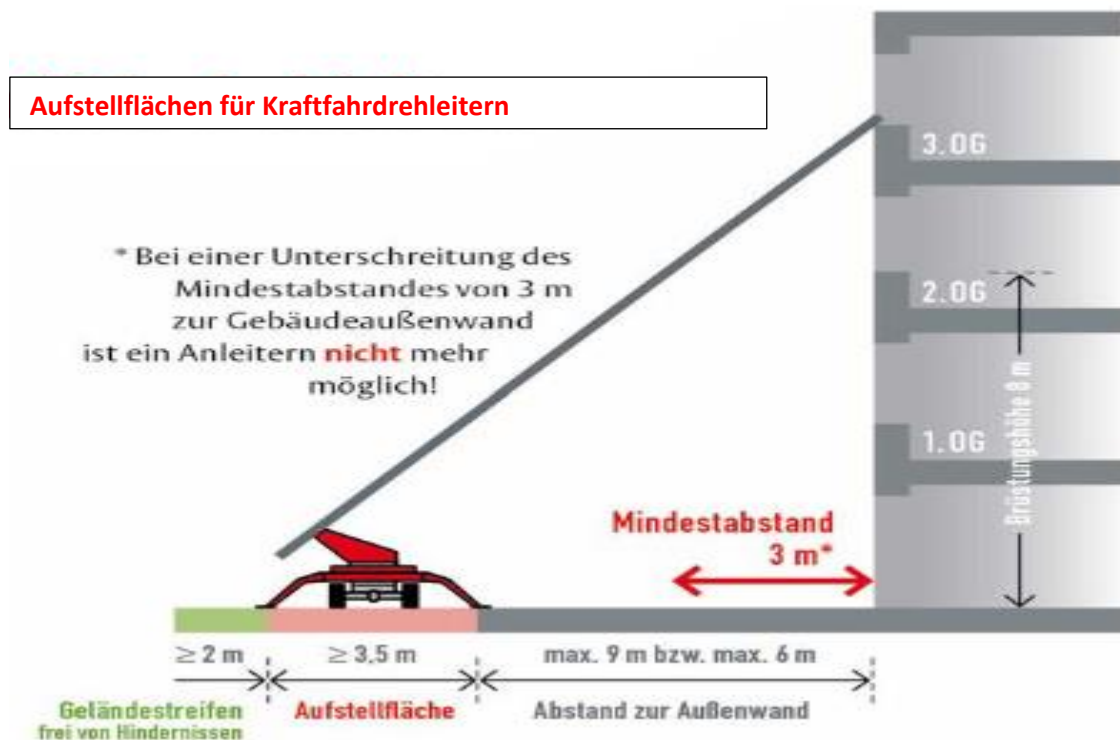 Aufstellflächen für Kraftfahrdrehleitern
* Bei einer Unterschreitung des
Mindestabstandes von 3 m
zur Gebäudeaußenwand
ist ein Anleitern nicht mehr
möglich!
3. OG
2. OG
1. OG
Brüstungshöhe 8 m
Mindestabstand
3 m*
≥ 2 m
≥ 3,5 m
max. 9 m bzw. max. 6 m
Geländestreifen
frei von Hindernissen
Aufstellfläche
Abstand zur Außenwand